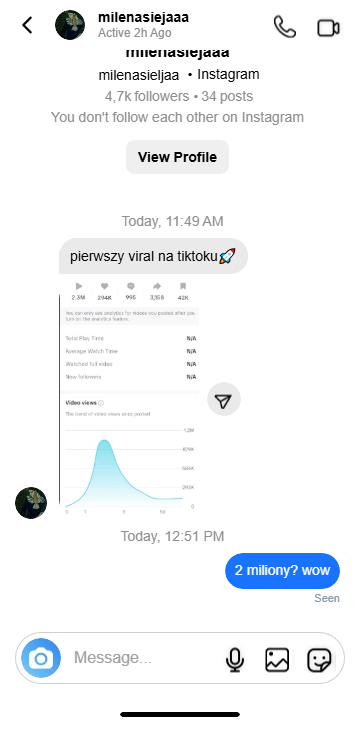 milenasiejaaa
Active 2h Ago
milenasiejaaa
milenasieljaa • Instagram
4,7k followers • 34 posts
You don't follow each other on Instagram
View Profile
Today, 11:49 AM
pierwszy viral na tiktoku🚀
2.3M 294K 995 3,158 42K
You can only see analytics for videos you posted after you
turn on the analytics feature.
Total Play Time N/A
Average Watch Time N/A
Watched full video N/A
New followers N/A
Video views
The trend of video views since posted
1.2M
879K
586K
293K
0
0 1 3 5d
Today, 12:51 PM
2 miliony? wow
Seen
Message...